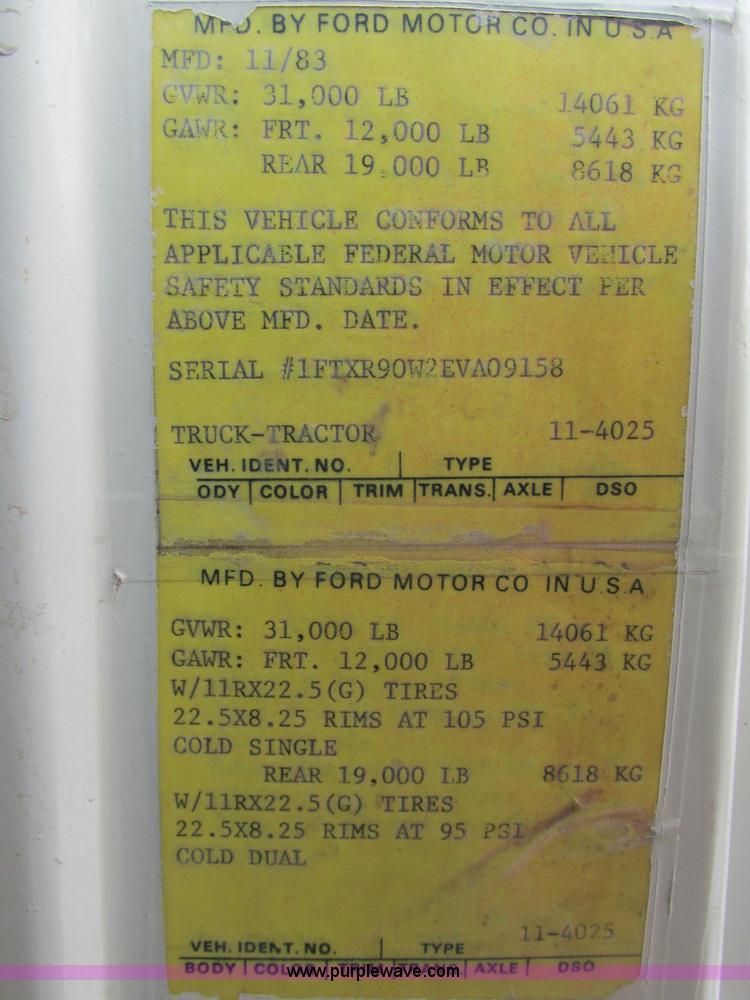 MFD. BY FORD MOTOR CO. IN U.S.A
MFD: 11/83
GVWR: 31,000 LB 14061 KG
GAWR: FRT. 12,000 LB 5443 KG
REAR 19,000 LB 8618 KG
THIS VEHICLE CONFORMS TO ALL
APPLICABLE FEDERAL MOTOR VEHICLE
SAFETY STANDARDS IN EFFECT PER
ABOVE MFD. DATE.
SERIAL #1FTXR90W2EVA09158
TRUCK-TRACTOR 11-4025
VEH. IDENT. NO. TYPE
ODY COLOR TRIM TRANS. AXLE DSO
MFD. BY FORD MOTOR CO IN U.S.A
GVWR: 31,000 LB 14061 KG
GAWR: FRT. 12,000 LB 5443 KG
W/11RX22.5(G) TIRES
22.5X8.25 RIMS AT 105 PSI
COLD SINGLE
REAR 19,000 LB 8618 KG
W/11RX22.5(G) TIRES
22.5X8.25 RIMS AT 95 PSI
COLD DUAL
11-4025
VEH. IDENT. NO. TYPE
BODY AXLE DSO
www.purplewave.com